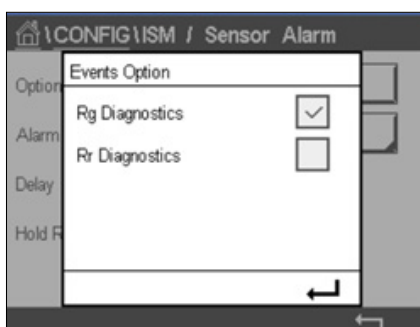 \CONFIG\ISM / Sensor Alarm
Events Option
Option
Rg Diagnostics
Alarm
Rr Diagnostics
Delay
Hold R